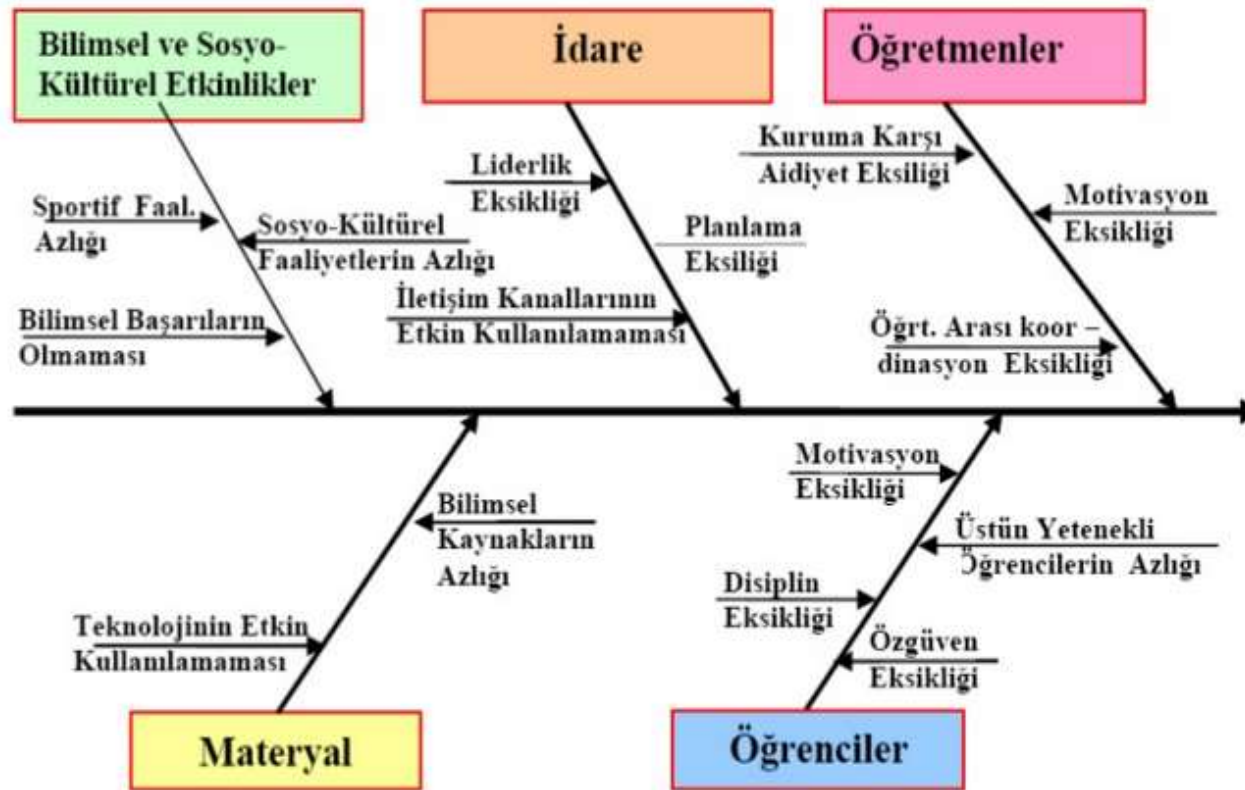 Bilimsel ve Sosyo-
Kültürel Etkinlikler
İdare
Öğretmenler
Sportif Faal.
Azlığı
Sosyo-Kültürel
Faaliyetlerin Azlığı
Bilimsel Başarıların
Olmaması
Liderlik
Eksikliği
Planlama
Eksiliği
İletişim Kanallarının
Etkin Kullanılamaması
Kuruma Karşı
Aidiyet Eksiliği
Motivasyon
Eksikliği
Öğrt. Arası koor –
dinasyon Eksikliği
Bilimsel
Kaynakların
Azlığı
Teknolojinin Etkin
Kullanılamaması
Motivasyon
Eksikliği
Üstün Yetenekli
Öğrencilerin Azlığı
Disiplin
Eksikliği
Özgüven
Eksikliği
Materyal
Öğrenciler